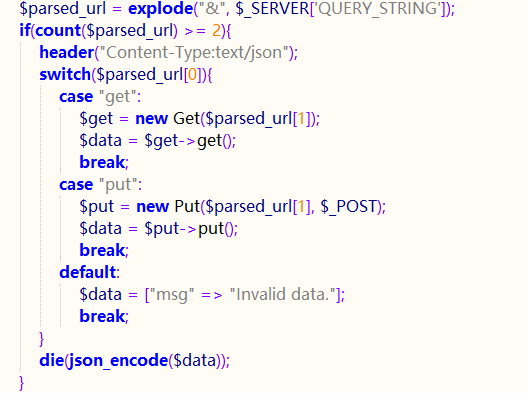 $parsed_url = explode("&", $_SERVER['QUERY_STRING']);
if(count($parsed_url) >= 2){
header("Content-Type:text/json");
switch($parsed_url[0]){
case "get":
$get = new Get($parsed_url[1]);
$data = $get->get();
break;
case "put":
$put = new Put($parsed_url[1], $_POST);
$data = $put->put();
break;
default:
$data = ["msg" => "Invalid data."];
break;
}
die(json_encode($data));
}